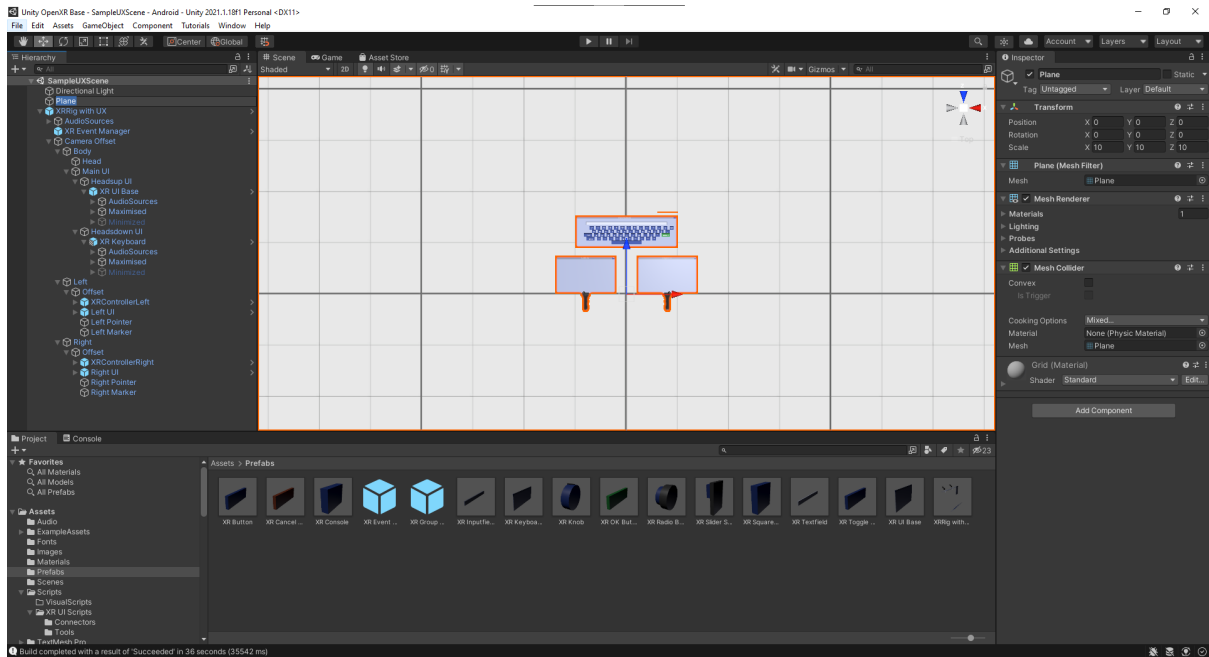 Unity OpenXR Base - SampleUXScene - Android - Unity 2021.1.18f1 Personal <DX11>
File Edit Assets GameObject Component Tutorials Window Help
Center Global Account Layers Layout
Hierarchy Scene Game Asset Store Inspector
All Shaded 2D 0 Gizmos All Plane Static
SampleUXScene
Tag Untagged Layer Default
Directional Light
Plane
Transform
XRRig with UX
Position X 0 Y 0 Z 0
AudioSources
Rotation X 0 Y 0 Z 0
XR Event Manager
Scale X 10 Y 10 Z 10
Camera Offset
Body
Plane (Mesh Filter)
Head
Mesh Plane
Main UI
Headsup UI
Mesh Renderer
XR UI Base
Materials 1
AudioSources
Lighting
Maximised
Probes
Minimized
Additional Settings
Headsdown UI
XR Keyboard
Mesh Collider
AudioSources
Convex
Maximised
Is Trigger
Minimized
Left
Cooking Options Mixed...
Offset
Material None (Physic Material)
XRControllerLeft
Mesh Plane
Left UI
Left Pointer
Grid (Material)
Left Marker
Shader Standard Edit...
Right
Offset
Add Component
XRControllerRight
Right UI
Right Pointer
Right Marker
Project Console
23
Favorites
Assets > Prefabs
All Materials
All Models
All Prefabs
Assets
Audio
XR Button XR Cancel ... XR Console XR Event ... XR Group ... XR Inputfie... XR Keyboa... XR Knob XR OK But... XR Radio B... XR Slider S... XR Square... XR Textfield XR Toggle ... XR UI Base XRRig with...
ExampleAssets
Fonts
Images
Materials
Prefabs
Scenes
Scripts
VisualScripts
XR UI Scripts
Connectors
Tools
TextMesh Pro
Build completed with a result of 'Succeeded' in 36 seconds (35542 ms)